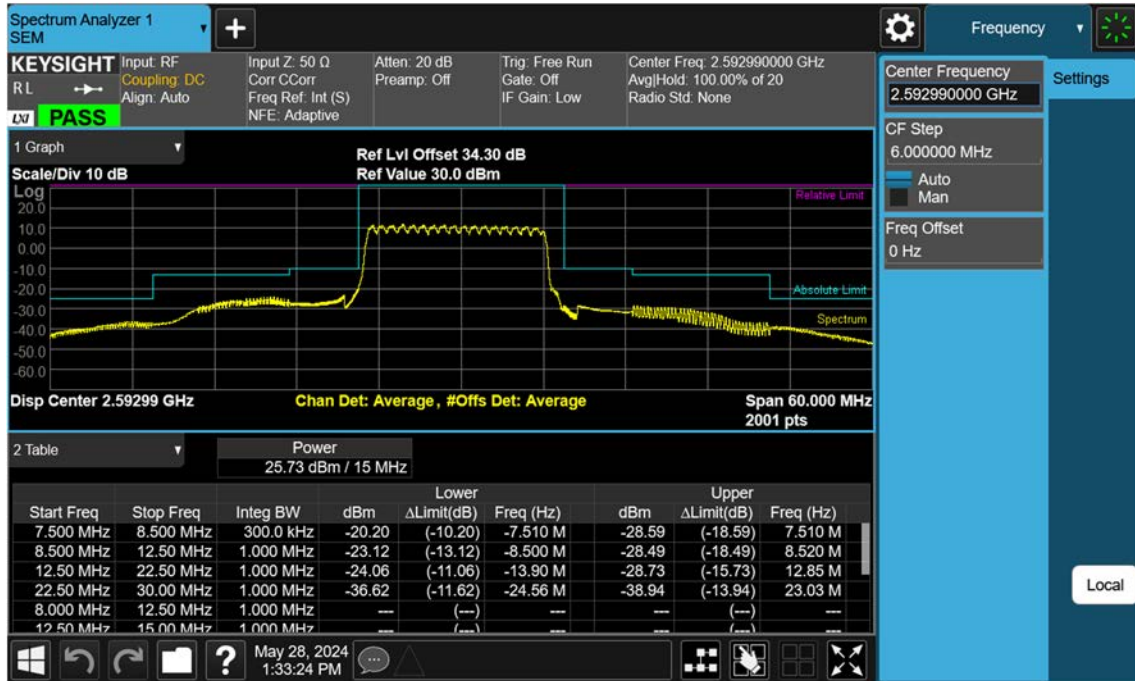 Spectrum Analyzer 1
SEM
Frequency
KEYSIGHT
R L
LXI PASS
Input: RF
Coupling: DC
Align: Auto
Input Z: 50 Ω
Corr CCorr
Freq Ref: Int (S)
NFE: Adaptive
Atten: 20 dB
Preamp: Off
Trig: Free Run
Gate: Off
IF Gain: Low
Center Freq: 2.592990000 GHz
Avg|Hold: 100.00% of 20
Radio Std: None
Center Frequency
2.592990000 GHz
Settings
CF Step
6.000000 MHz
Auto
Man
Freq Offset
0 Hz
1 Graph
Scale/Div 10 dB
Ref Lvl Offset 34.30 dB
Ref Value 30.0 dBm
Log
20.0
10.0
0.00
-10.0
-20.0
-30.0
-40.0
-50.0
-60.0
Relative Limit
Absolute Limit
Spectrum
Disp Center 2.59299 GHz
Chan Det: Average, #Offs Det: Average
Span 60.000 MHz
2001 pts
2 Table
Power
25.73 dBm / 15 MHz
Lower Upper
Start Freq Stop Freq Integ BW dBm ΔLimit(dB) Freq (Hz) dBm ΔLimit(dB) Freq (Hz)
7.500 MHz 8.500 MHz 300.0 kHz -20.20 (-10.20) -7.510 M -28.59 (-18.59) 7.510 M
8.500 MHz 12.50 MHz 1.000 MHz -23.12 (-13.12) -8.500 M -28.49 (-18.49) 8.520 M
12.50 MHz 22.50 MHz 1.000 MHz -24.06 (-11.06) -13.90 M -28.73 (-15.73) 12.85 M
22.50 MHz 30.00 MHz 1.000 MHz -36.62 (-11.62) -24.56 M -38.94 (-13.94) 23.03 M
8.000 MHz 12.50 MHz 1.000 MHz --- (---) --- --- (---) ---
12.50 MHz 15.00 MHz 1.000 MHz --- (---) --- --- (---) ---
Local
May 28, 2024
1:33:24 PM